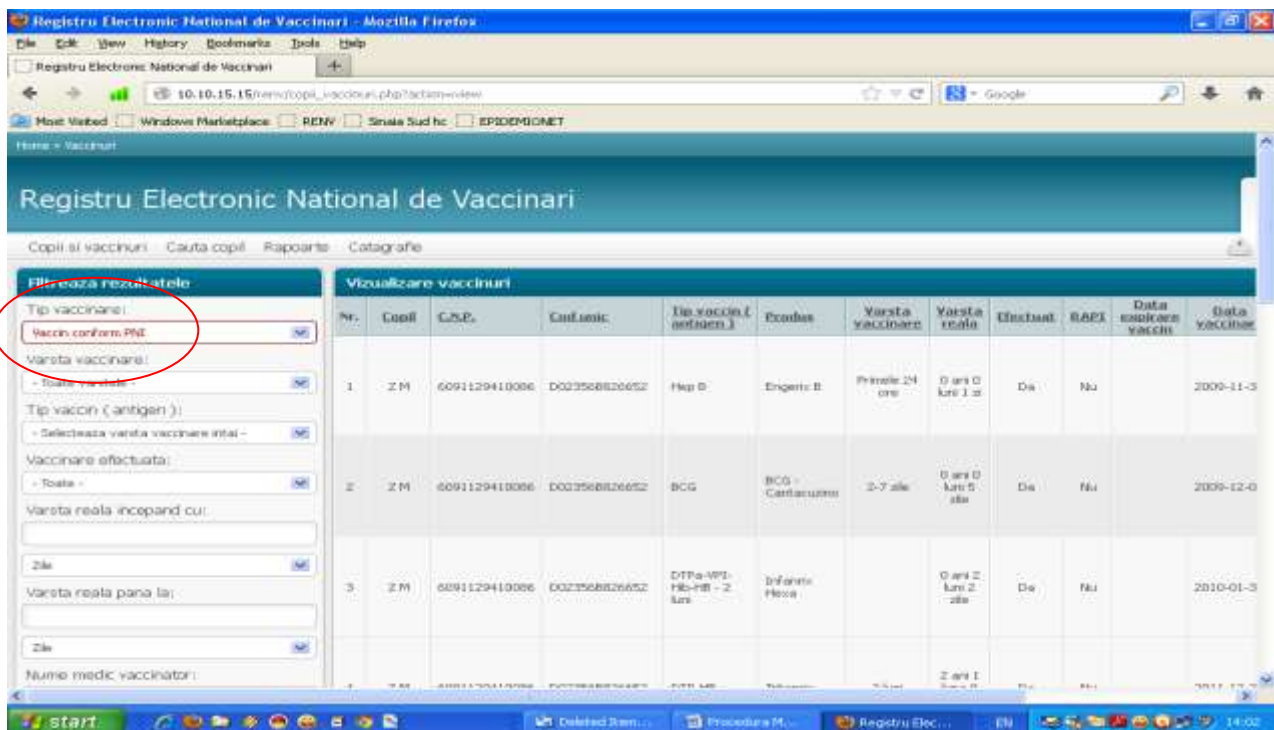 Registru Electronic National de Vaccinari - Mozilla Firefox
File Edit View History Bookmarks Tools Help
Registru Electronic National de Vaccinari
10.10.15.15/renv/copii_vaccinuri.php?action=view
Google
Most Visited Windows Marketplace RENV Sinaia Sud hc EPIDEMIONET
Home » Vaccinuri
Registru Electronic National de Vaccinari
Copii si vaccinuri Cauta copil Rapoarte Catagrafie
Filtreaza rezultatele
Tip vaccinare:
Vaccin conform PNI
Varsta vaccinare:
- Toate varstele -
Tip vaccin ( antigen ):
- Selecteaza varsta vaccinare intai -
Vaccinare efectuata:
- Toate -
Varsta reala incepand cu:
Zile
Varsta reala pana la:
Zile
Nume medic vaccinator:
Vizualizare vaccinuri
Nr. Copil C.N.P. Cod unic Tip vaccin ( antigen ) Produs Varsta vaccinare Varsta reala Efectuat RAPI Data expirare vaccin Data vaccinar
1 Z M 6091129410086 D023568826652 Hep B Engerix B Primele 24 ore 0 ani 0 luni 1 zi Da Nu 2009-11-3
2 Z M 6091129410086 D023568826652 BCG BCG - Cantacuzino 2-7 zile 0 ani 0 luni 5 zile Da Nu 2009-12-0
3 Z M 6091129410086 D023568826652 DTPa-VPI-Hib-HB - 2 luni Infanrix Hexa 0 ani 2 luni 2 zile Da Nu 2010-01-3
Z M 2 ani 1
start Deleted Item... Procedura M... Registru Elec... EN 14:02